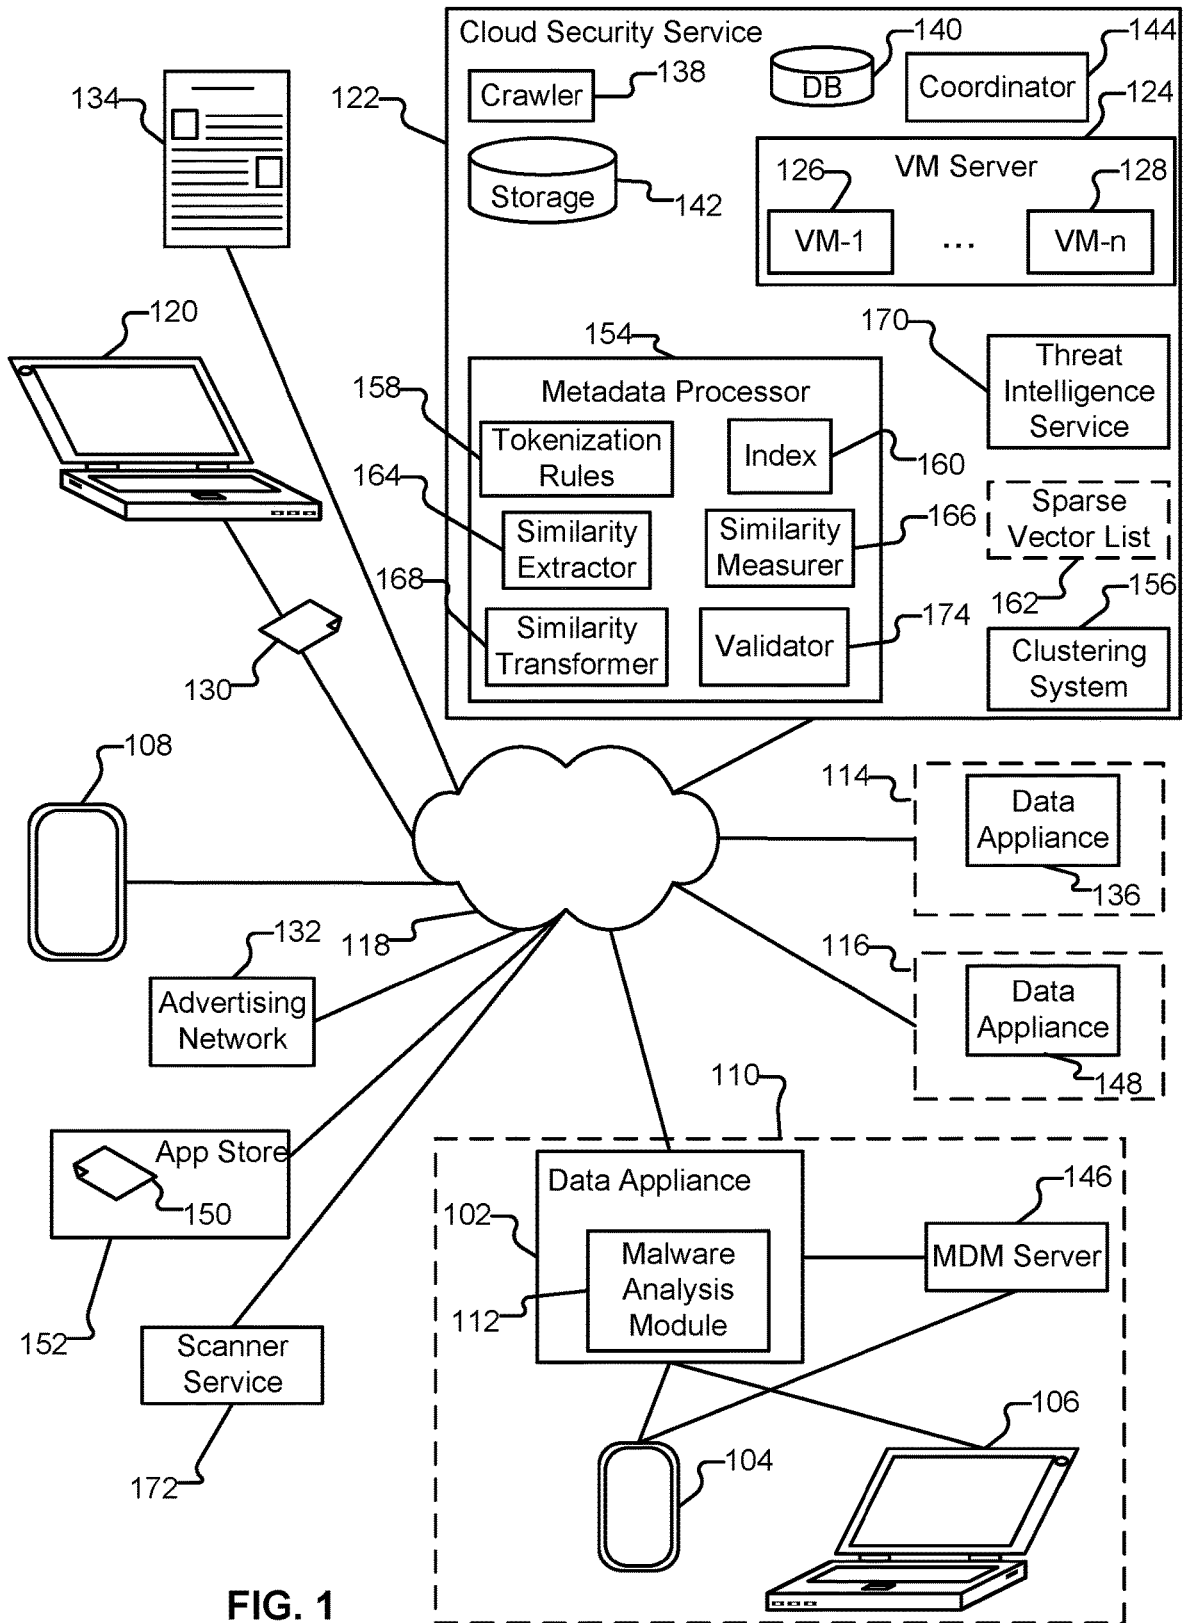 Cloud Security Service
138
Crawler
140
DB
144
Coordinator
134
122
124
Storage
142
VM Server
126
128
VM-1
...
VM-n
120
154
170
Threat
Intelligence
Service
Metadata Processor
158
Tokenization
Rules
Index
160
164
Similarity
Extractor
Similarity
Measurer
166
Sparse
Vector List
162
156
168
Similarity
Transformer
Validator
174
Clustering
System
130
108
114
Data
Appliance
136
118
132
Advertising
Network
116
Data
Appliance
148
110
App Store
150
152
Data Appliance
102
Malware
Analysis
Module
112
146
MDM Server
Scanner
Service
172
104
106
FIG. 1